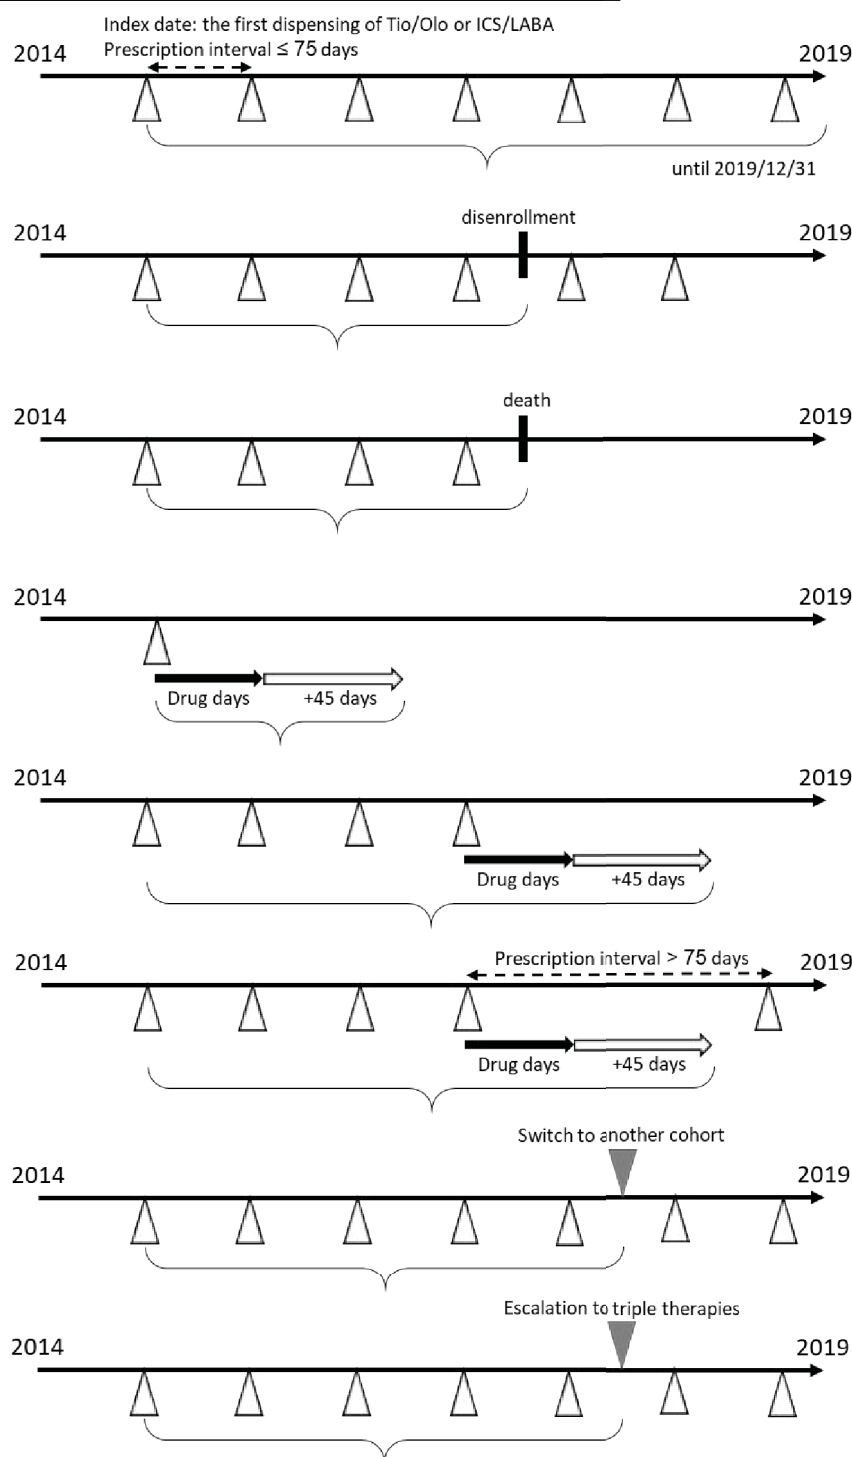 Index date: the first dispensing of Tio/Olo or ICS/LABA
Prescription interval ≤ 75 days
2014
2019
until 2019/12/31
disenrollment
2014
2019
death
2014
2019
2014
2019
Drug days
+45 days
2014
2019
Drug days
+45 days
Prescription interval > 75 days
2014
2019
Drug days
+45 days
Switch to another cohort
2014
2019
Escalation to triple therapies
2014
2019